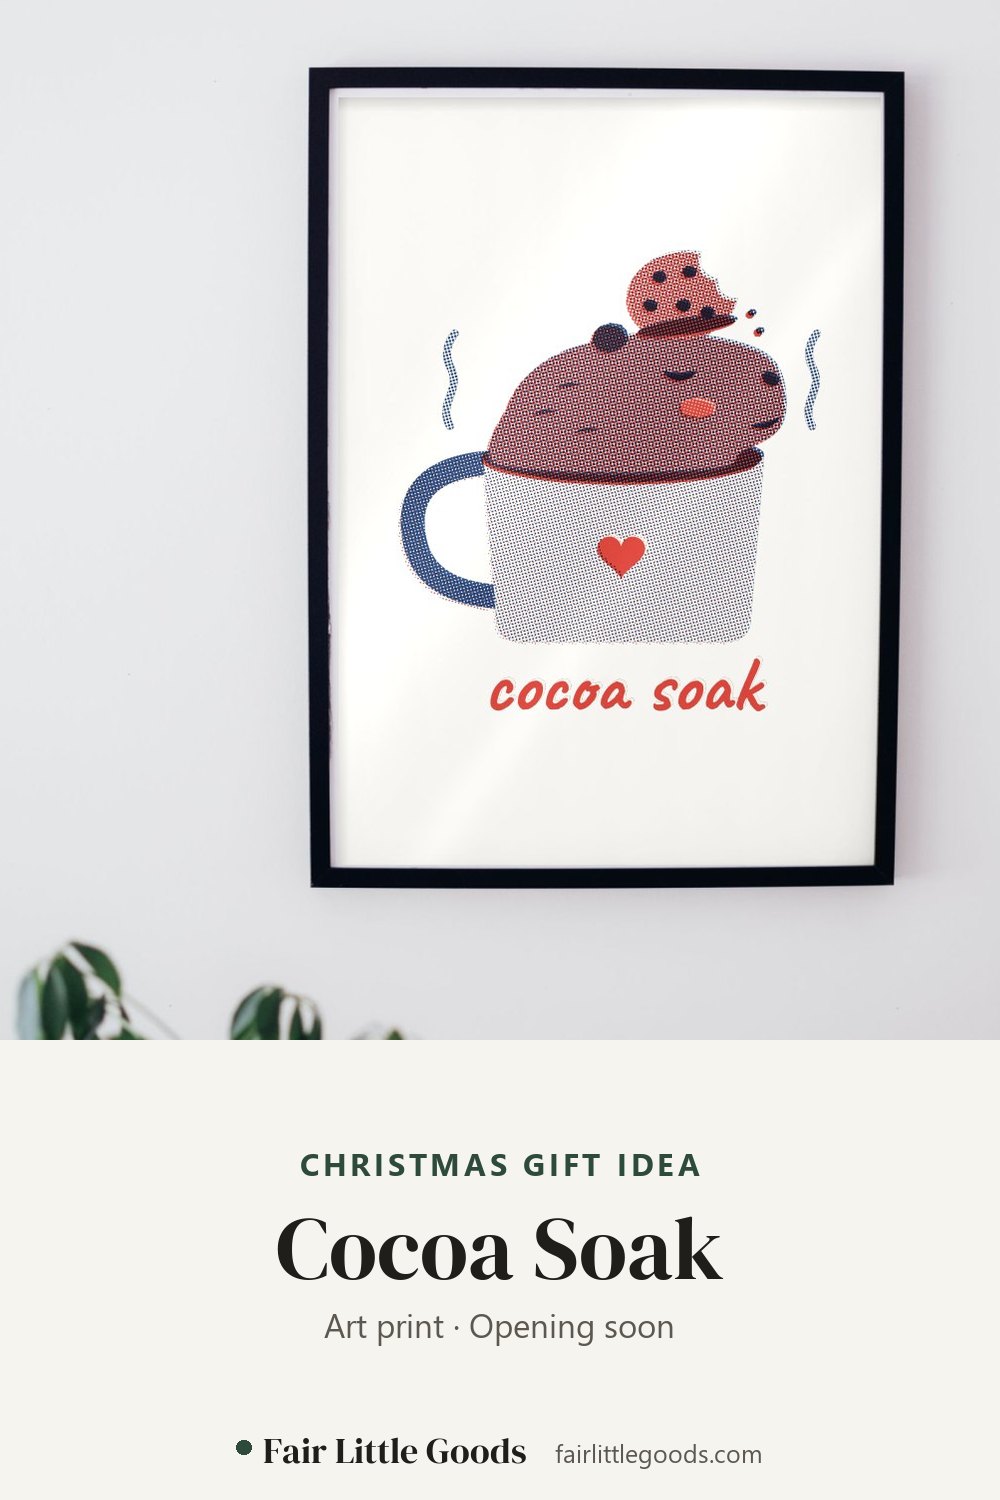 cocoa soak
CHRISTMAS GIFT IDEA
Cocoa Soak
Art print · Opening soon
Fair Little Goods fairlittlegoods.com